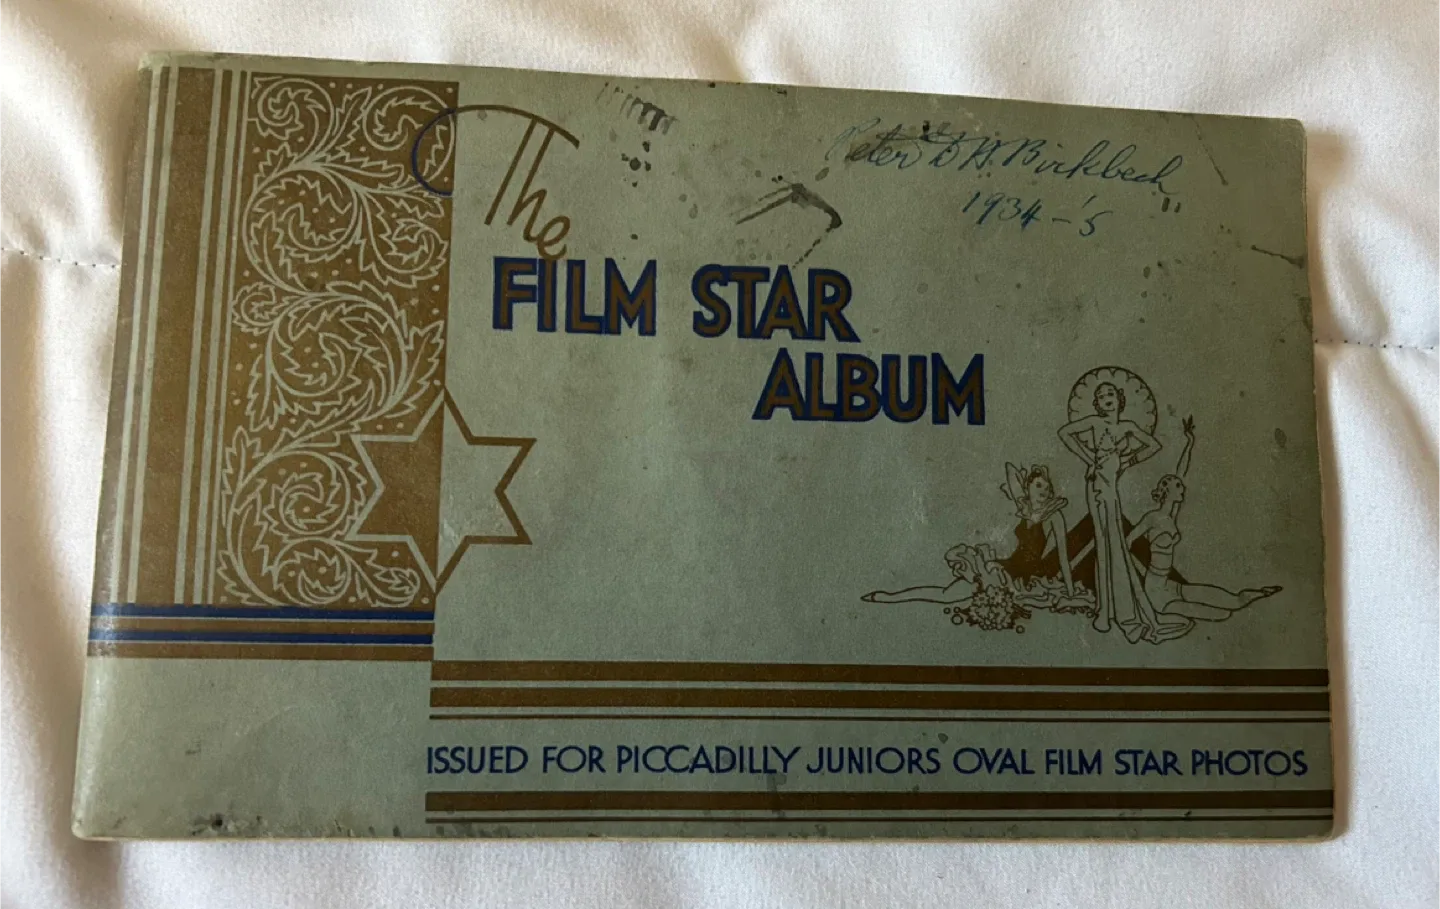 Peter D H. Birkbeck
1934-'5
The
FILM STAR
ALBUM
ISSUED FOR PICCADILLY JUNIORS OVAL FILM STAR PHOTOS